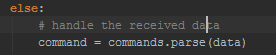 else:
# handle the received data
command = commands.parse(data)